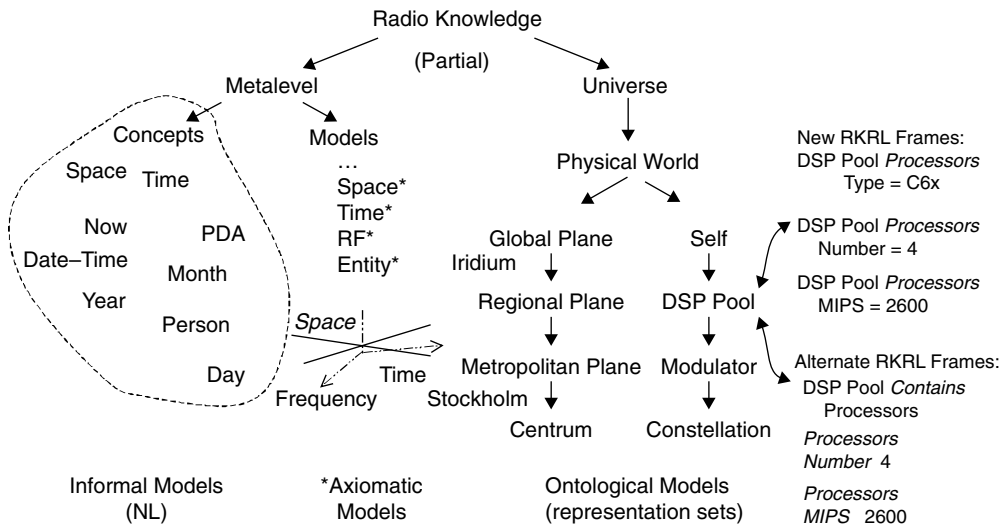 Radio Knowledge
(Partial)
Metalevel
Universe
Concepts
Space
Time
Now
PDA
Date–Time
Month
Year
Person
Day
Models
…
Space*
Time*
RF*
Entity*
Space
Time
Frequency
Physical World
Global Plane
Iridium
Regional Plane
Metropolitan Plane
Stockholm
Centrum
Self
DSP Pool
Modulator
Constellation
New RKRL Frames:
DSP Pool Processors
Type = C6x
DSP Pool Processors
Number = 4
DSP Pool Processors
MIPS = 2600
Alternate RKRL Frames:
DSP Pool Contains
Processors
Processors
Number 4
Processors
MIPS 2600
Informal Models
(NL)
*Axiomatic
Models
Ontological Models
(representation sets)